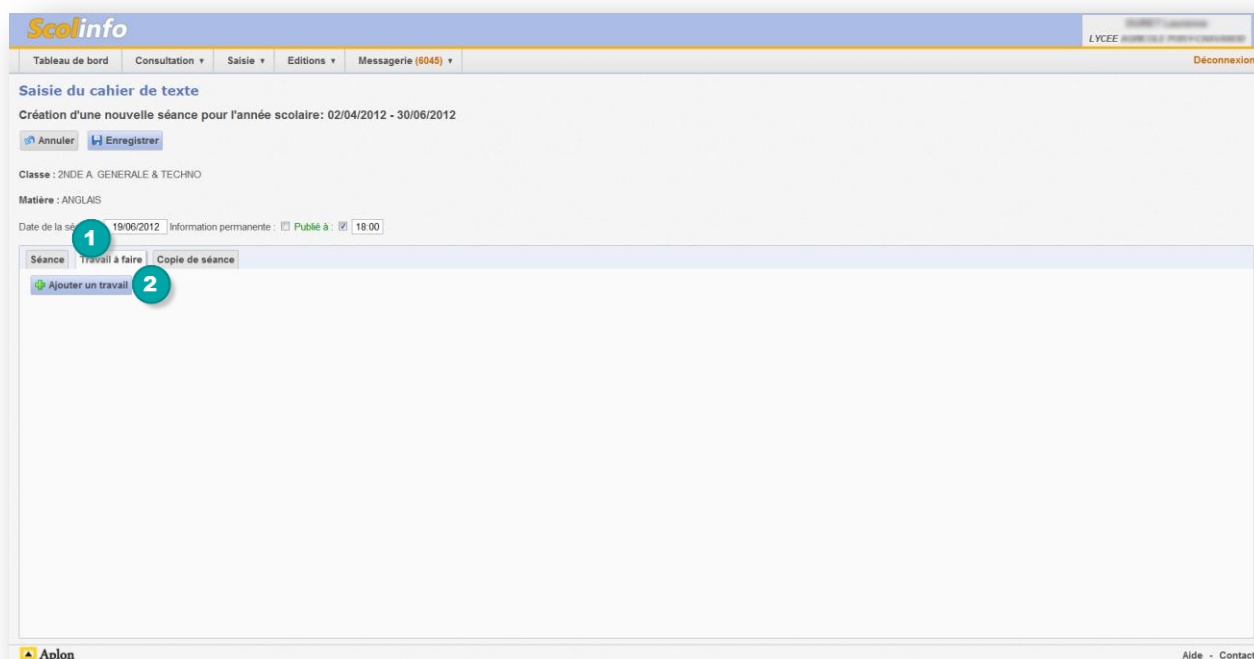 Scolinfo
LYCEE
Tableau de bord Consultation Saisie Editions Messagerie (6045) Déconnexion
Saisie du cahier de texte
Création d'une nouvelle séance pour l'année scolaire: 02/04/2012 - 30/06/2012
Annuler Enregistrer
Classe : 2NDE A. GENERALE & TECHNO
Matière : ANGLAIS
Date de la 19/06/2012 Information permanente : Publié à : 18:00
1
Séance Travail à faire Copie de séance
Ajouter un travail 2
Aplon Aide - Contact